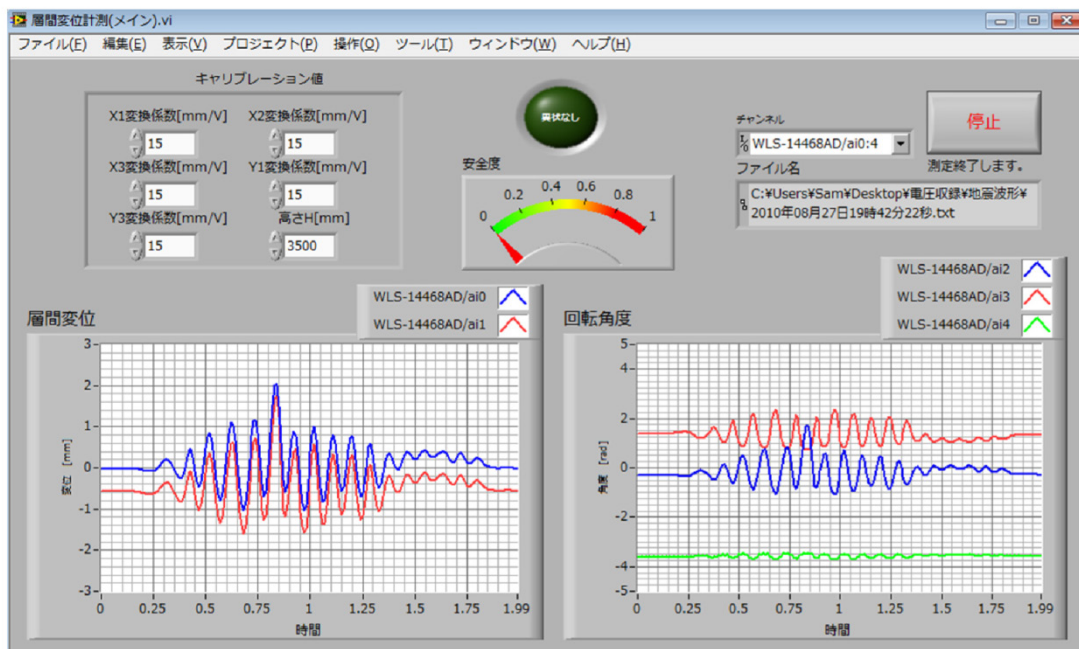 層間変位計測(メイン).vi
ファイル(F) 編集(E) 表示(V) プロジェクト(P) 操作(O) ツール(T) ウィンドウ(W) ヘルプ(H)
キャリブレーション値
X1変換係数[mm/V] X2変換係数[mm/V]
15 15
X3変換係数[mm/V] Y1変換係数[mm/V]
15 15
Y3変換係数[mm/V] 高さH[mm]
15 3500
異状なし
安全度
0 0.2 0.4 0.6 0.8 1
チャンネル
WLS-14468AD/ai0:4
停止
測定終了します。
ファイル名
C:¥Users¥Sam¥Desktop¥電圧収録¥地震波形¥
2010年08月27日19時42分22秒.txt
層間変位
WLS-14468AD/ai0
WLS-14468AD/ai1
3
2
1
0
-1
-2
-3
変位 [mm]
0 0.25 0.5 0.75 1 1.25 1.5 1.75 1.99
時間
回転角度
WLS-14468AD/ai2
WLS-14468AD/ai3
WLS-14468AD/ai4
5
4
2
0
-2
-4
-5
角度 [rad]
0 0.25 0.5 0.75 1 1.25 1.5 1.75 1.99
時間